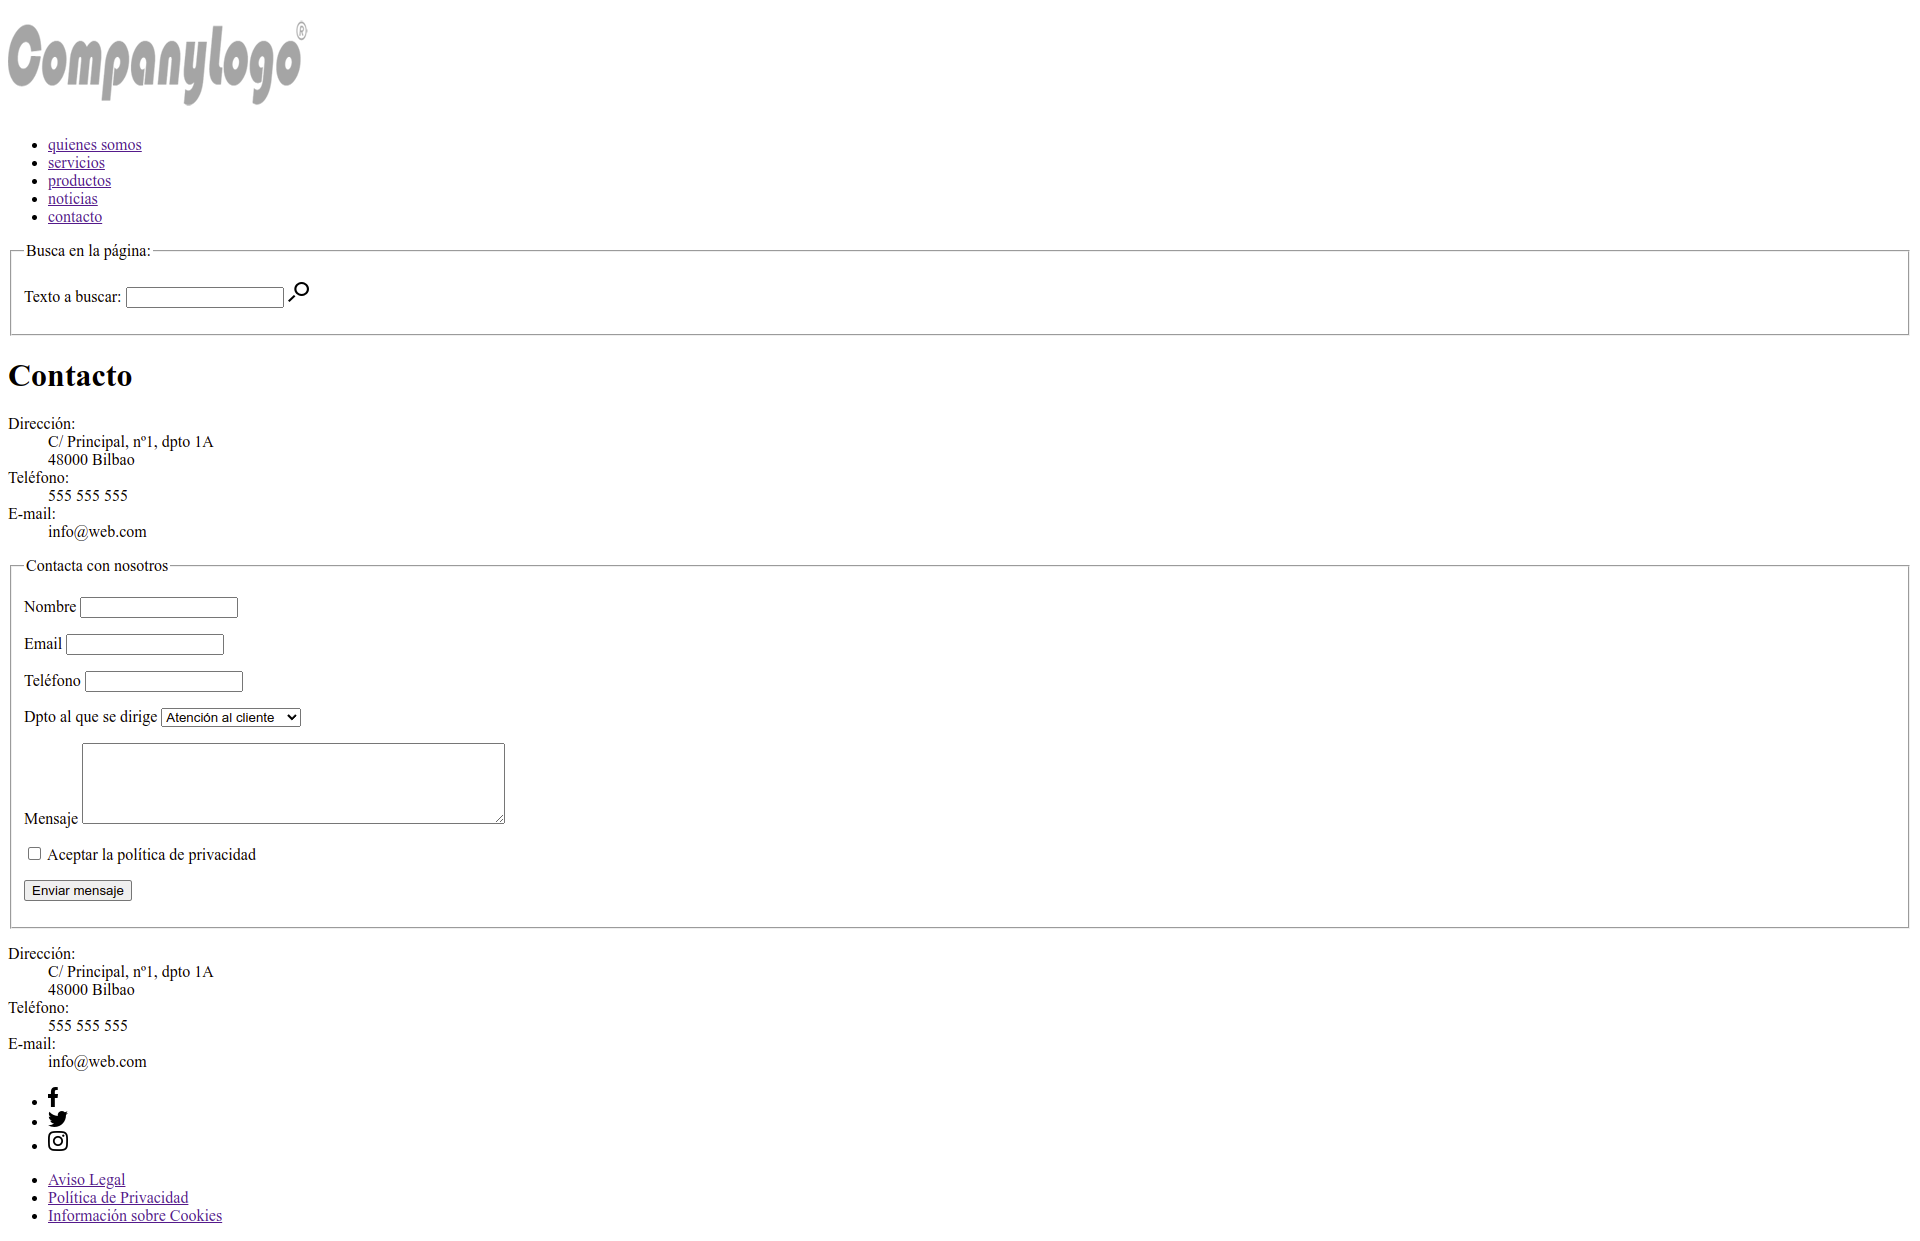 Companylogo®
quienes somos
servicios
productos
noticias
contacto
Busca en la página:
Texto a buscar:
Contacto
Dirección:
C/ Principal, nº1, dpto 1A
48000 Bilbao
Teléfono:
555 555 555
E-mail:
info@web.com
Contacta con nosotros
Nombre
Email
Teléfono
Dpto al que se dirige Atención al cliente
Mensaje
Aceptar la política de privacidad
Enviar mensaje
Dirección:
C/ Principal, nº1, dpto 1A
48000 Bilbao
Teléfono:
555 555 555
E-mail:
info@web.com
Aviso Legal
Política de Privacidad
Información sobre Cookies